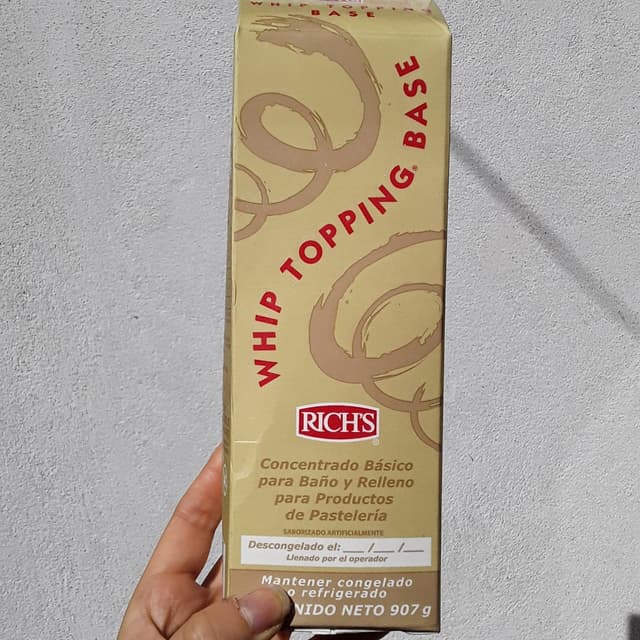 WHIP TOPPING
BASE
WHIP TOPPING® BASE
RICH'S®
Concentrado Básico
para Baño y Relleno
para Productos
de Pastelería
SABORIZADO ARTIFICIALMENTE
Descongelado el: ___ /___ /___
Llenado por el operador
Mantener congelado
o refrigerado
NIDO NETO 907 g